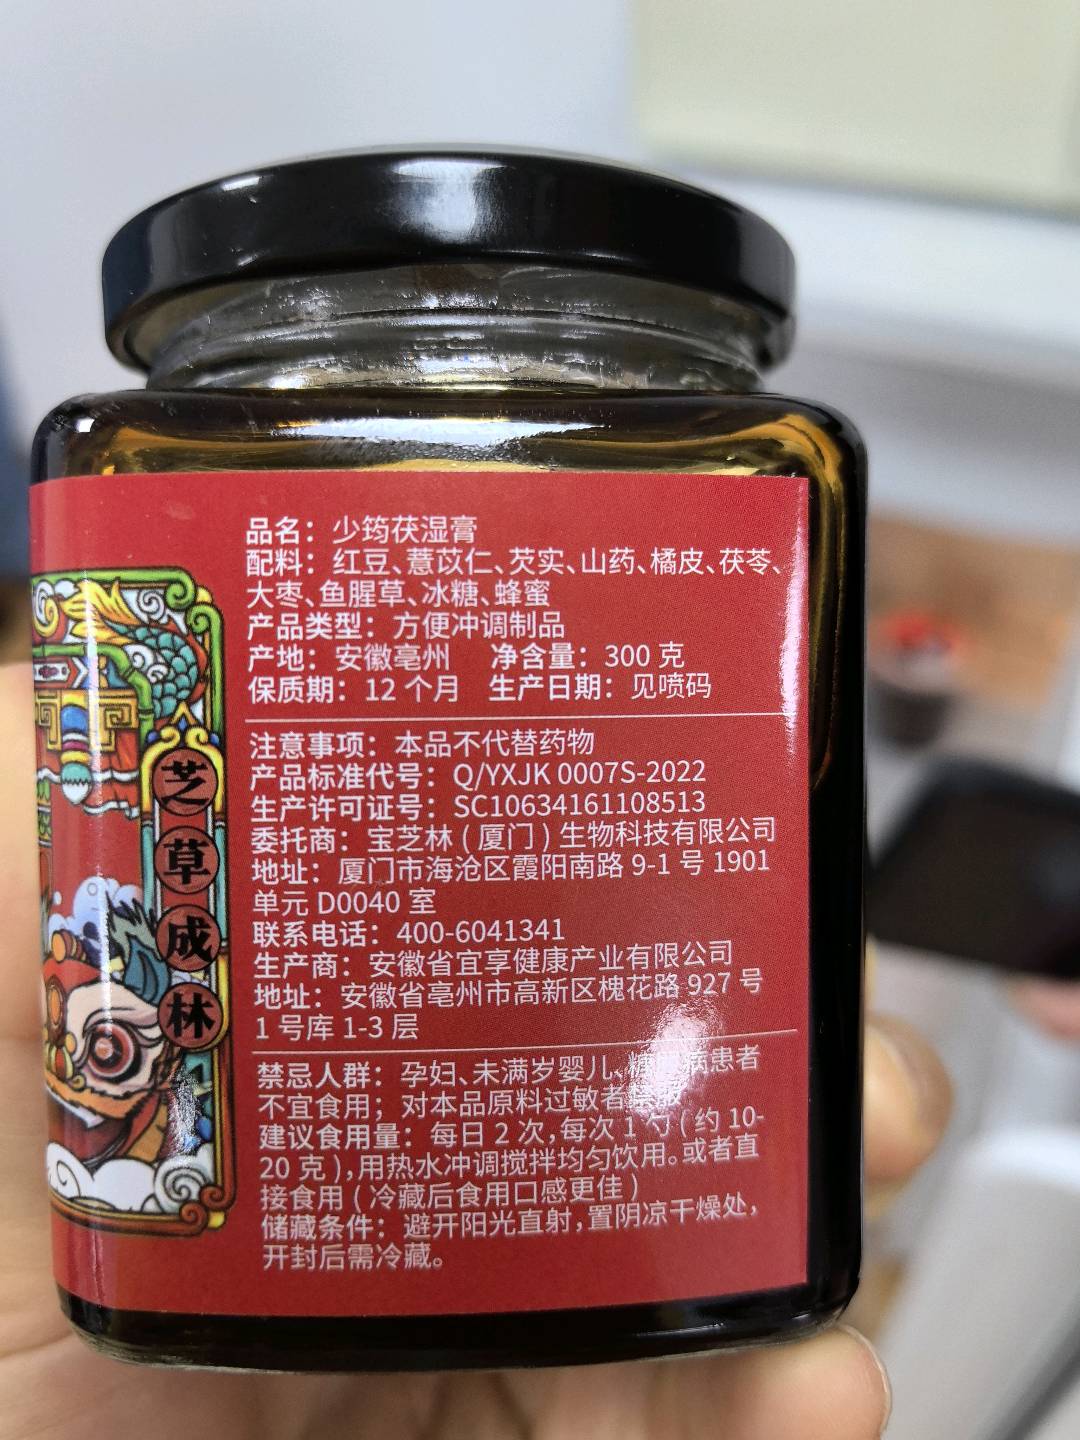 品名：少筠茯湿膏
配料：红豆、薏苡仁、芡实、山药、橘皮、茯苓、
大枣、鱼腥草、冰糖、蜂蜜
产品类型：方便冲调制品
产地：安徽亳州 净含量：300 克
保质期：12 个月 生产日期：见喷码
注意事项：本品不代替药物
产品标准代号：Q/YXJK 0007S-2022
生产许可证号：SC10634161108513
委托商：宝芝林 ( 厦门 ) 生物科技有限公司
地址：厦门市海沧区霞阳南路 9-1 号 1901
单元 D0040 室
联系电话：400-6041341
生产商：安徽省宜享健康产业有限公司
地址：安徽省亳州市高新区槐花路 927 号
1 号库 1-3 层
禁忌人群：孕妇、未满岁婴儿、糖 病患者
不宜食用；对本品原料过敏者
建议食用量：每日 2 次,每次 1 勺 ( 约 10-
20 克 ),用热水冲调搅拌均匀饮用。或者直
接食用 ( 冷藏后食用口感更佳 )
储藏条件：避开阳光直射,置阴凉干燥处,
开封后需冷藏。
芝
草
成
林